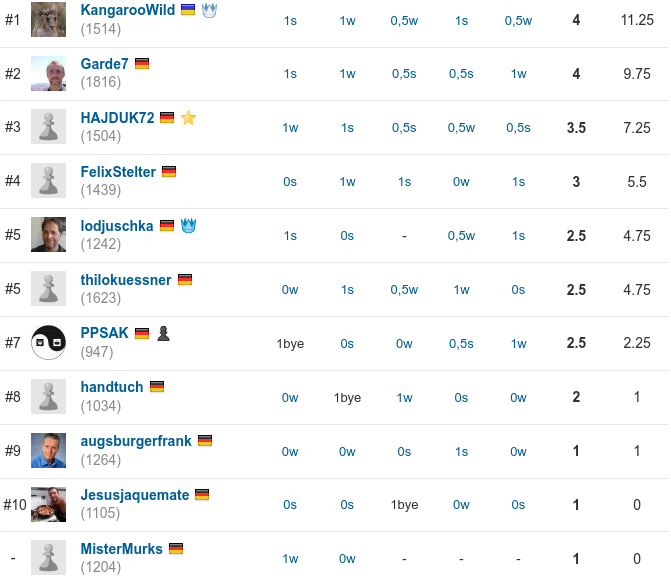 #1 KangarooWild 1s 1w 0,5w 1s 0,5w 4 11.25
(1514)
#2 Garde7 1s 1w 0,5s 0,5s 1w 4 9.75
(1816)
#3 HAJDUK72 1w 1s 0,5s 0,5w 0,5s 3.5 7.25
(1504)
#4 FelixStelter 0s 1w 1s 0w 1s 3 5.5
(1439)
#5 lodjuschka 1s 0s - 0,5w 1s 2.5 4.75
(1242)
#5 thilokuessner 0w 1s 0,5w 1w 0s 2.5 4.75
(1623)
#7 PPSAK 1bye 0s 0w 0,5s 1w 2.5 2.25
(947)
#8 handtuch 0w 1bye 1w 0s 0w 2 1
(1034)
#9 augsburgerfrank 0w 0w 0s 1s 0w 1 1
(1264)
#10 Jesusjaquemate 0s 0s 1bye 0w 0s 1 0
(1105)
- MisterMurks 1w 0w - - - 1 0
(1204)